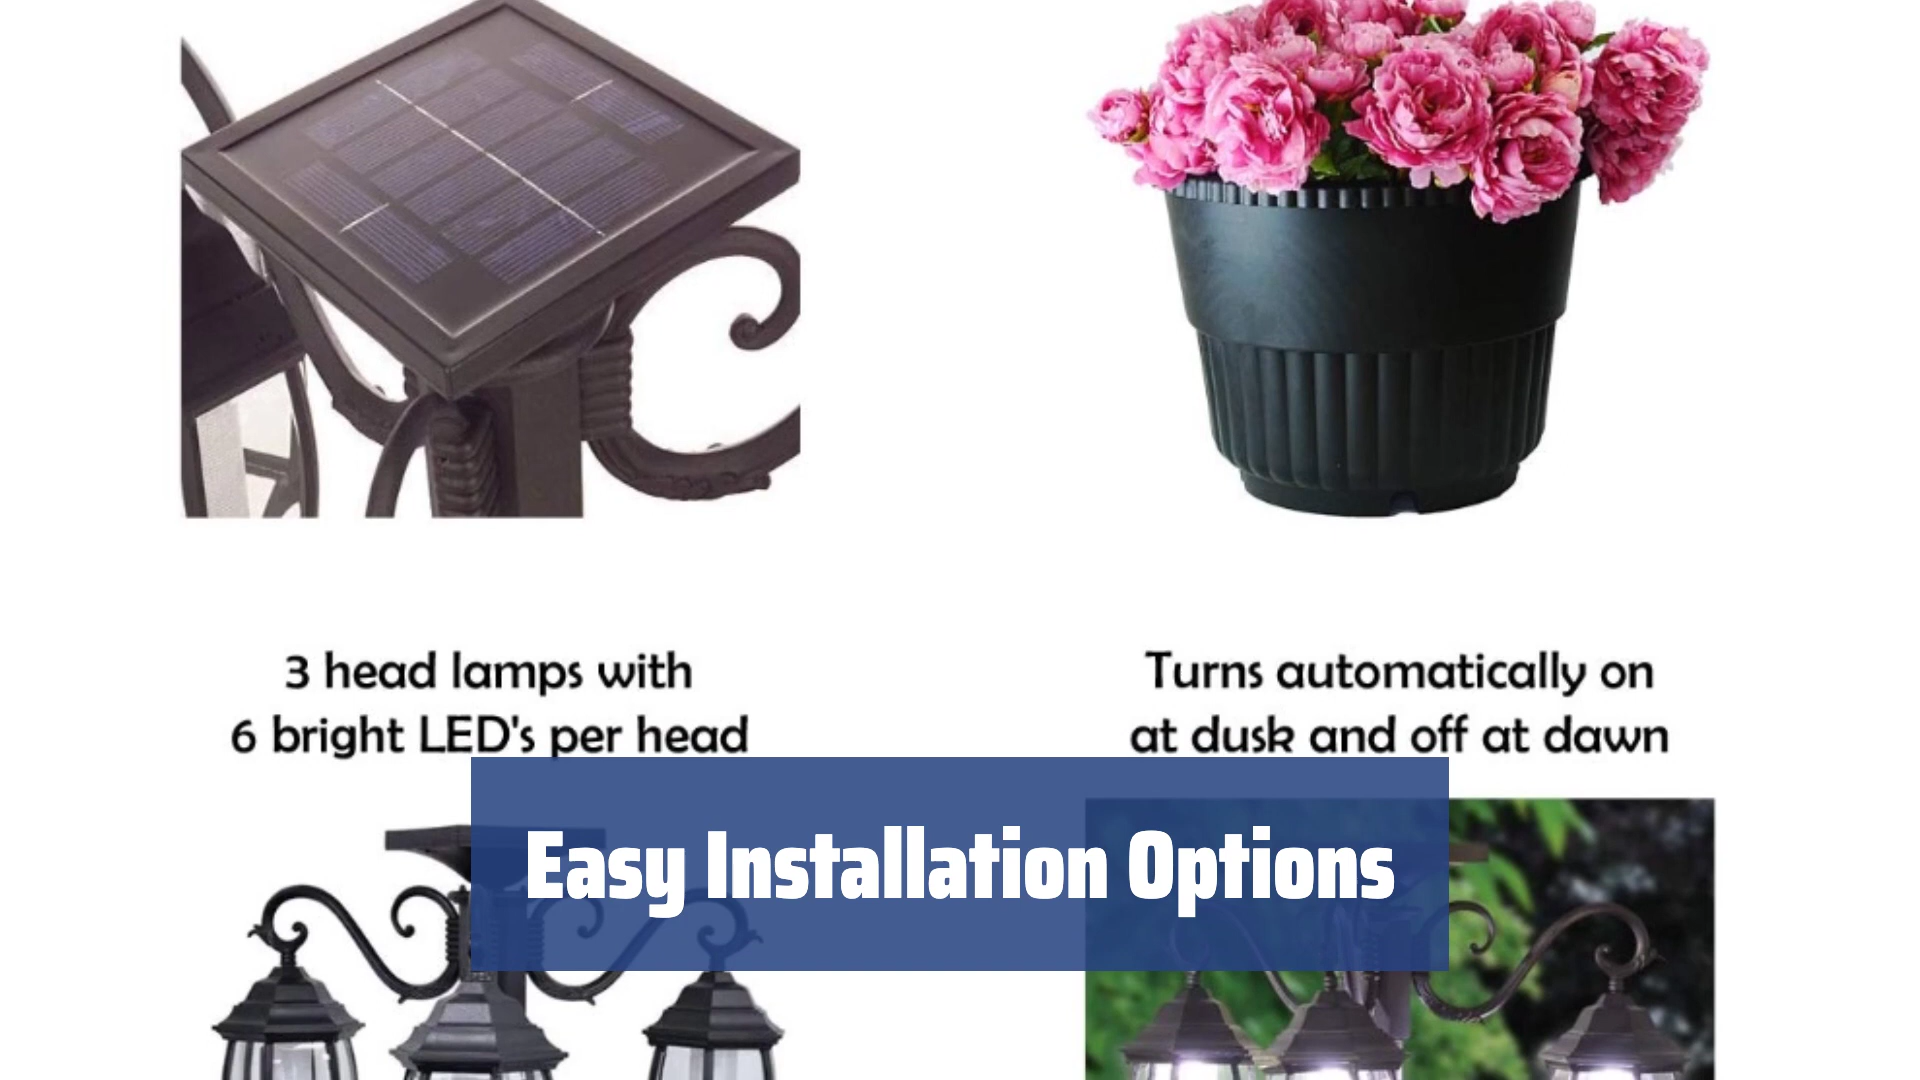 3 head lamps with
6 bright LED's per head
Turns automatically on
at dusk and off at dawn
Easy Installation Options